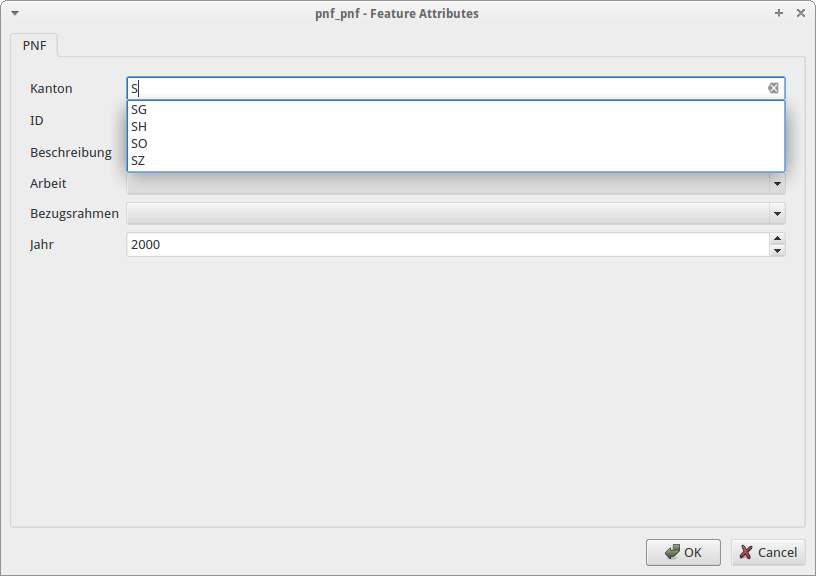 pnf_pnf - Feature Attributes
PNF
Kanton S
SG
ID
SH
SO
Beschreibung
SZ
Arbeit
Bezugsrahmen
Jahr 2000
OK Cancel